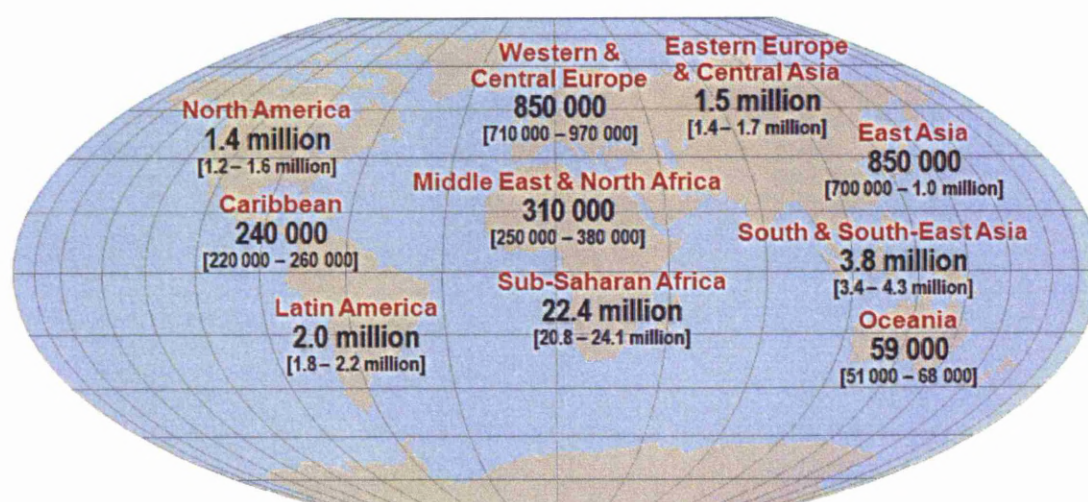 North America
1.4 million
[1.2 – 1.6 million]
Caribbean
240 000
[220 000 – 260 000]
Latin America
2.0 million
[1.8 – 2.2 million]
Western &
Central Europe
850 000
[710 000 – 970 000]
Middle East & North Africa
310 000
[250 000 – 380 000]
Sub-Saharan Africa
22.4 million
[20.8 – 24.1 million]
Eastern Europe
& Central Asia
1.5 million
[1.4 – 1.7 million]
East Asia
850 000
[700 000 – 1.0 million]
South & South-East Asia
3.8 million
[3.4 – 4.3 million]
Oceania
59 000
[51 000 – 68 000]